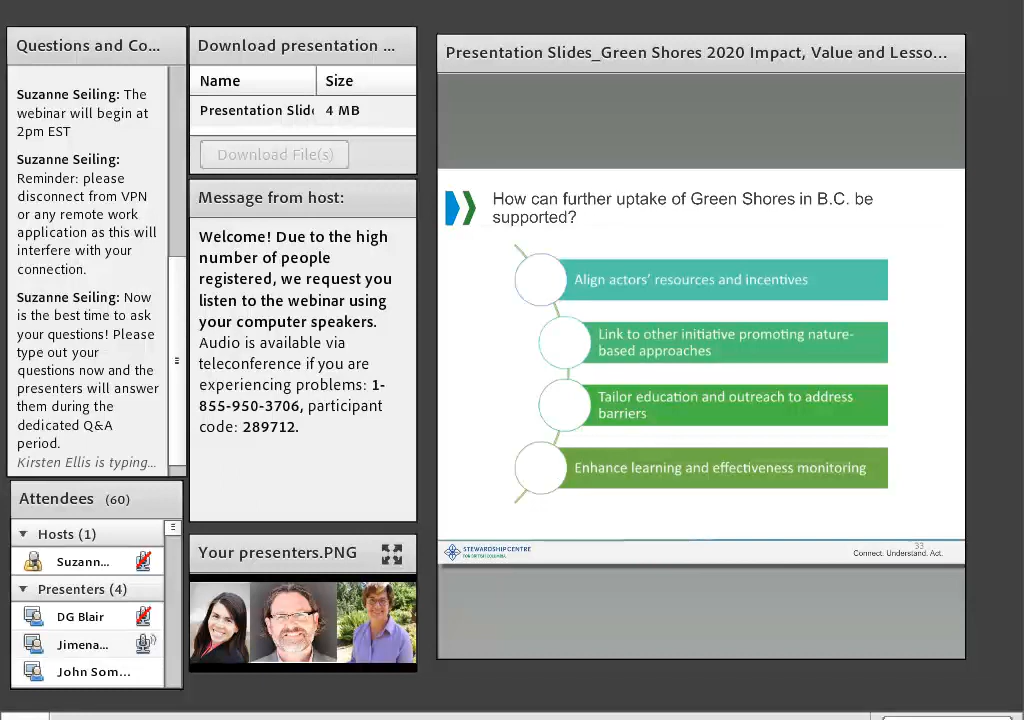 Questions and Co...
Suzanne Seiling: The
webinar will begin at
2pm EST
Suzanne Seiling:
Reminder: please
disconnect from VPN
or any remote work
application as this will
interfere with your
connection.
Suzanne Seiling: Now
is the best time to ask
your questions! Please
type out your
questions now and the
presenters will answer
them during the
dedicated Q&A
period.
Kirsten Ellis is typing...
Attendees (60)
Hosts (1)
Suzann...
Presenters (4)
DG Blair
Jimena...
John Som...
Download presentation ...
Name Size
Presentation Slid 4 MB
Download File(s)
Message from host:
Welcome! Due to the high
number of people
registered, we request you
listen to the webinar using
your computer speakers.
Audio is available via
teleconference if you are
experiencing problems: 1-
855-950-3706, participant
code: 289712.
Your presenters.PNG
Presentation Slides_Green Shores 2020 Impact, Value and Lesso...
How can further uptake of Green Shores in B.C. be
supported?
Align actors' resources and incentives
Link to other initiative promoting nature-
based approaches
Tailor education and outreach to address
barriers
Enhance learning and effectiveness monitoring
STEWARDSHIP CENTRE
FOR BRITISH COLUMBIA
33
Connect. Understand. Act.